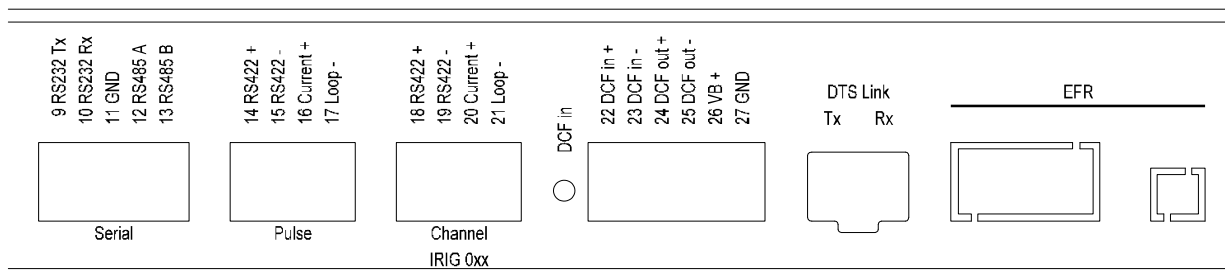 9 RS232 Tx
10 RS232 Rx
11 GND
12 RS485 A
13 RS485 B
Serial
14 RS422 +
15 RS422 -
16 Current +
17 Loop -
Pulse
18 RS422 +
19 RS422 -
20 Current +
21 Loop -
Channel
IRIG 0xx
DCF in
22 DCF in +
23 DCF in -
24 DCF out +
25 DCF out -
26 VB +
27 GND
DTS Link
Tx Rx
EFR